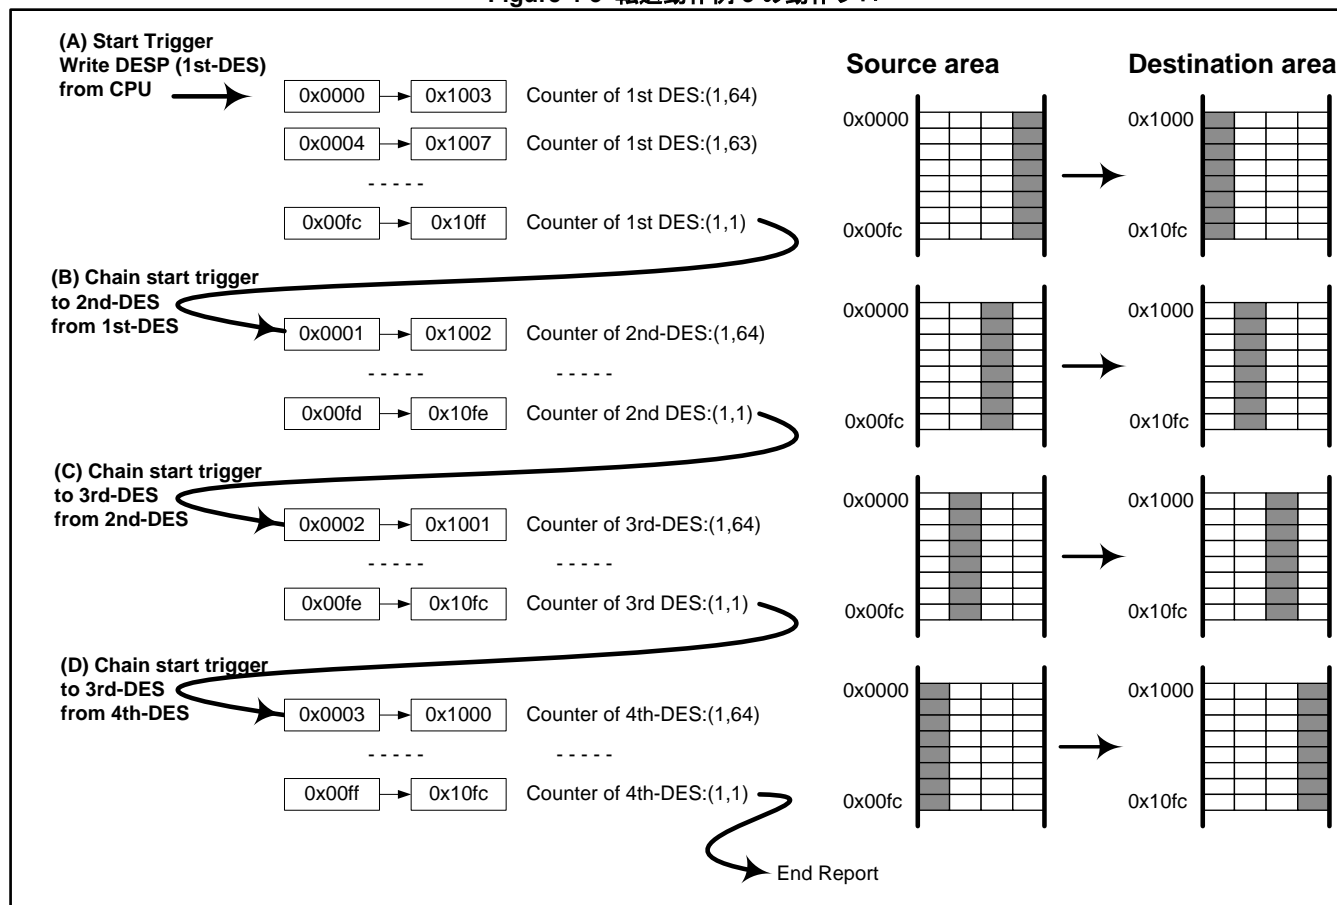 (A) Start Trigger
Write DESP (1st-DES)
from CPU
0x0000 0x1003 Counter of 1st DES:(1,64)
0x0004 0x1007 Counter of 1st DES:(1,63)
- - - - -
0x00fc 0x10ff Counter of 1st DES:(1,1)
(B) Chain start trigger
to 2nd-DES
from 1st-DES
0x0001 0x1002 Counter of 2nd-DES:(1,64)
- - - - - - - - - -
0x00fd 0x10fe Counter of 2nd DES:(1,1)
(C) Chain start trigger
to 3rd-DES
from 2nd-DES
0x0002 0x1001 Counter of 3rd-DES:(1,64)
- - - - - - - - - -
0x00fe 0x10fc Counter of 3rd DES:(1,1)
(D) Chain start trigger
to 3rd-DES
from 4th-DES
0x0003 0x1000 Counter of 4th-DES:(1,64)
- - - - - - - - - -
0x00ff 0x10fc Counter of 4th-DES:(1,1)
End Report
Source area Destination area
0x0000 0x1000
0x00fc 0x10fc
0x0000 0x1000
0x00fc 0x10fc
0x0000 0x1000
0x00fc 0x10fc
0x0000 0x1000
0x00fc 0x10fc